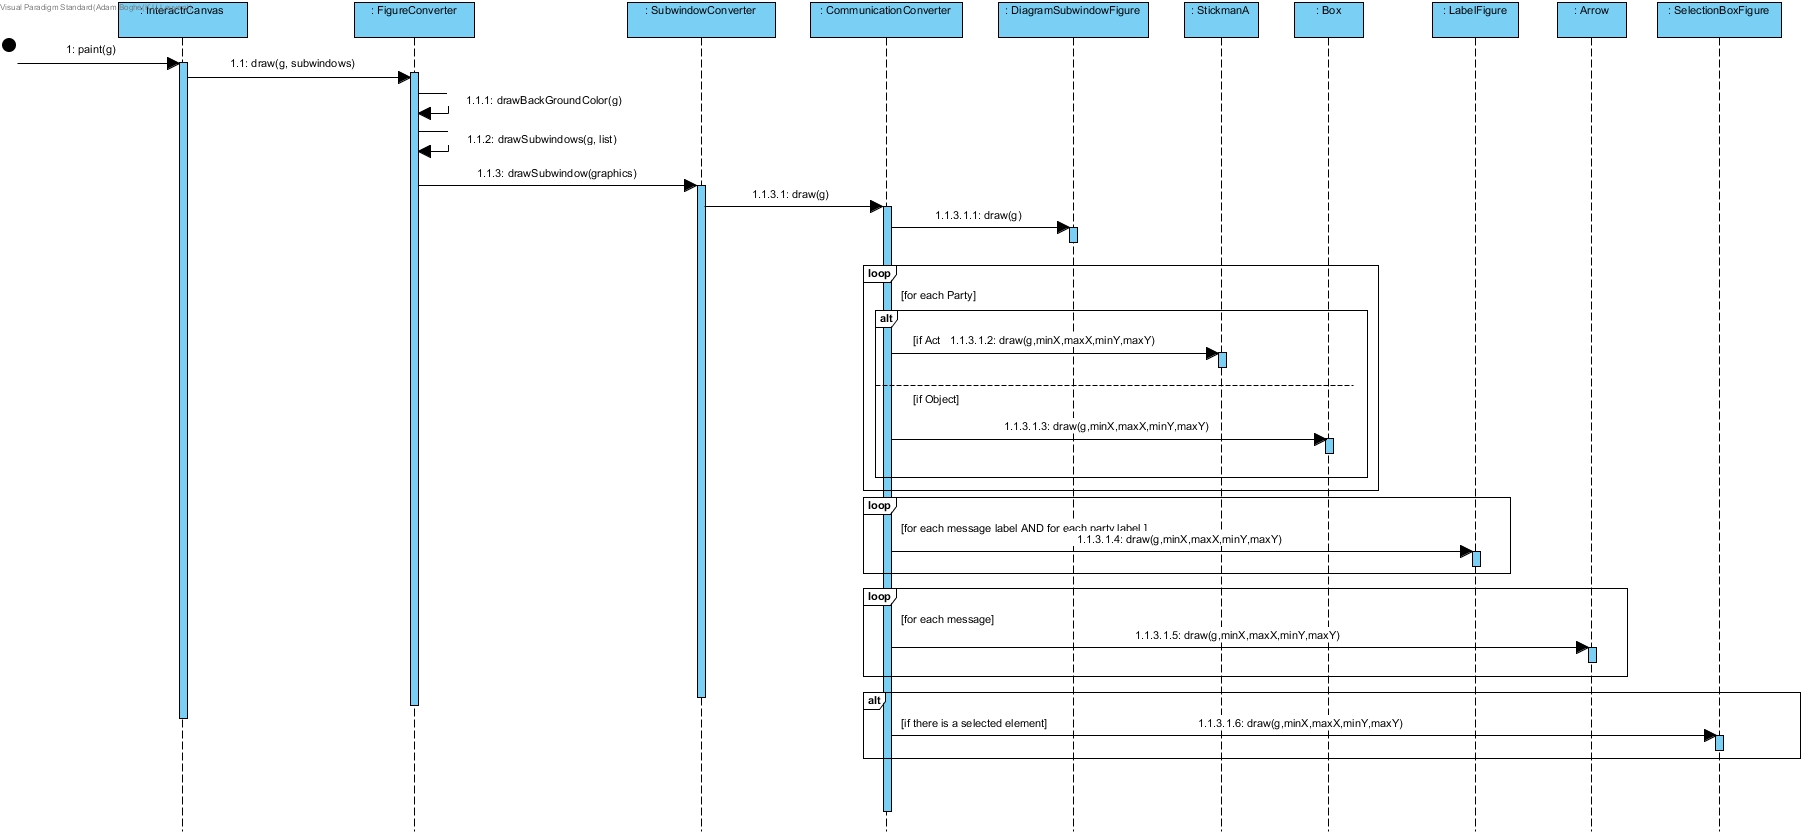 Visual Paradigm Standard(Adam
: InteractCanvas
: FigureConverter
: SubwindowConverter
: CommunicationConverter
: DiagramSubwindowFigure
: StickmanA
: Box
: LabelFigure
: Arrow
: SelectionBoxFigure
1: paint(g)
1.1: draw(g, subwindows)
1.1.1: drawBackGroundColor(g)
1.1.2: drawSubwindows(g, list)
1.1.3: drawSubwindow(graphics)
1.1.3.1: draw(g)
1.1.3.1.1: draw(g)
loop
[for each Party]
alt
[if Act
1.1.3.1.2: draw(g,minX,maxX,minY,maxY)
[if Object]
1.1.3.1.3: draw(g,minX,maxX,minY,maxY)
loop
[for each message label AND for each party label ]
1.1.3.1.4: draw(g,minX,maxX,minY,maxY)
loop
[for each message]
1.1.3.1.5: draw(g,minX,maxX,minY,maxY)
alt
[if there is a selected element]
1.1.3.1.6: draw(g,minX,maxX,minY,maxY)